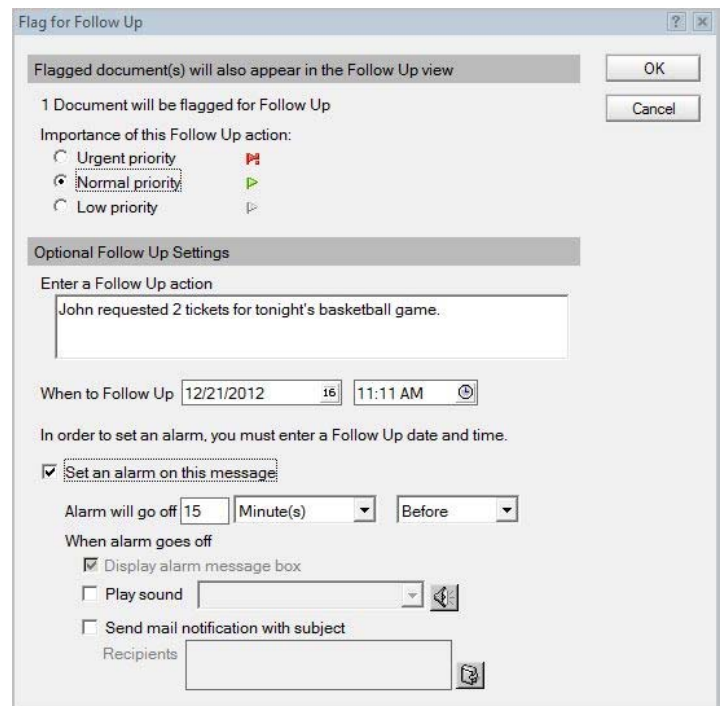 Flag for Follow Up
Flagged document(s) will also appear in the Follow Up view
OK
1 Document will be flagged for Follow Up
Cancel
Importance of this Follow Up action:
Urgent priority
Normal priority
Low priority
Optional Follow Up Settings
Enter a Follow Up action
John requested 2 tickets for tonight's basketball game.
When to Follow Up 12/21/2012 16 11:11 AM
In order to set an alarm, you must enter a Follow Up date and time.
Set an alarm on this message
Alarm will go off 15 Minute(s) Before
When alarm goes off
Display alarm message box
Play sound
Send mail notification with subject
Recipients